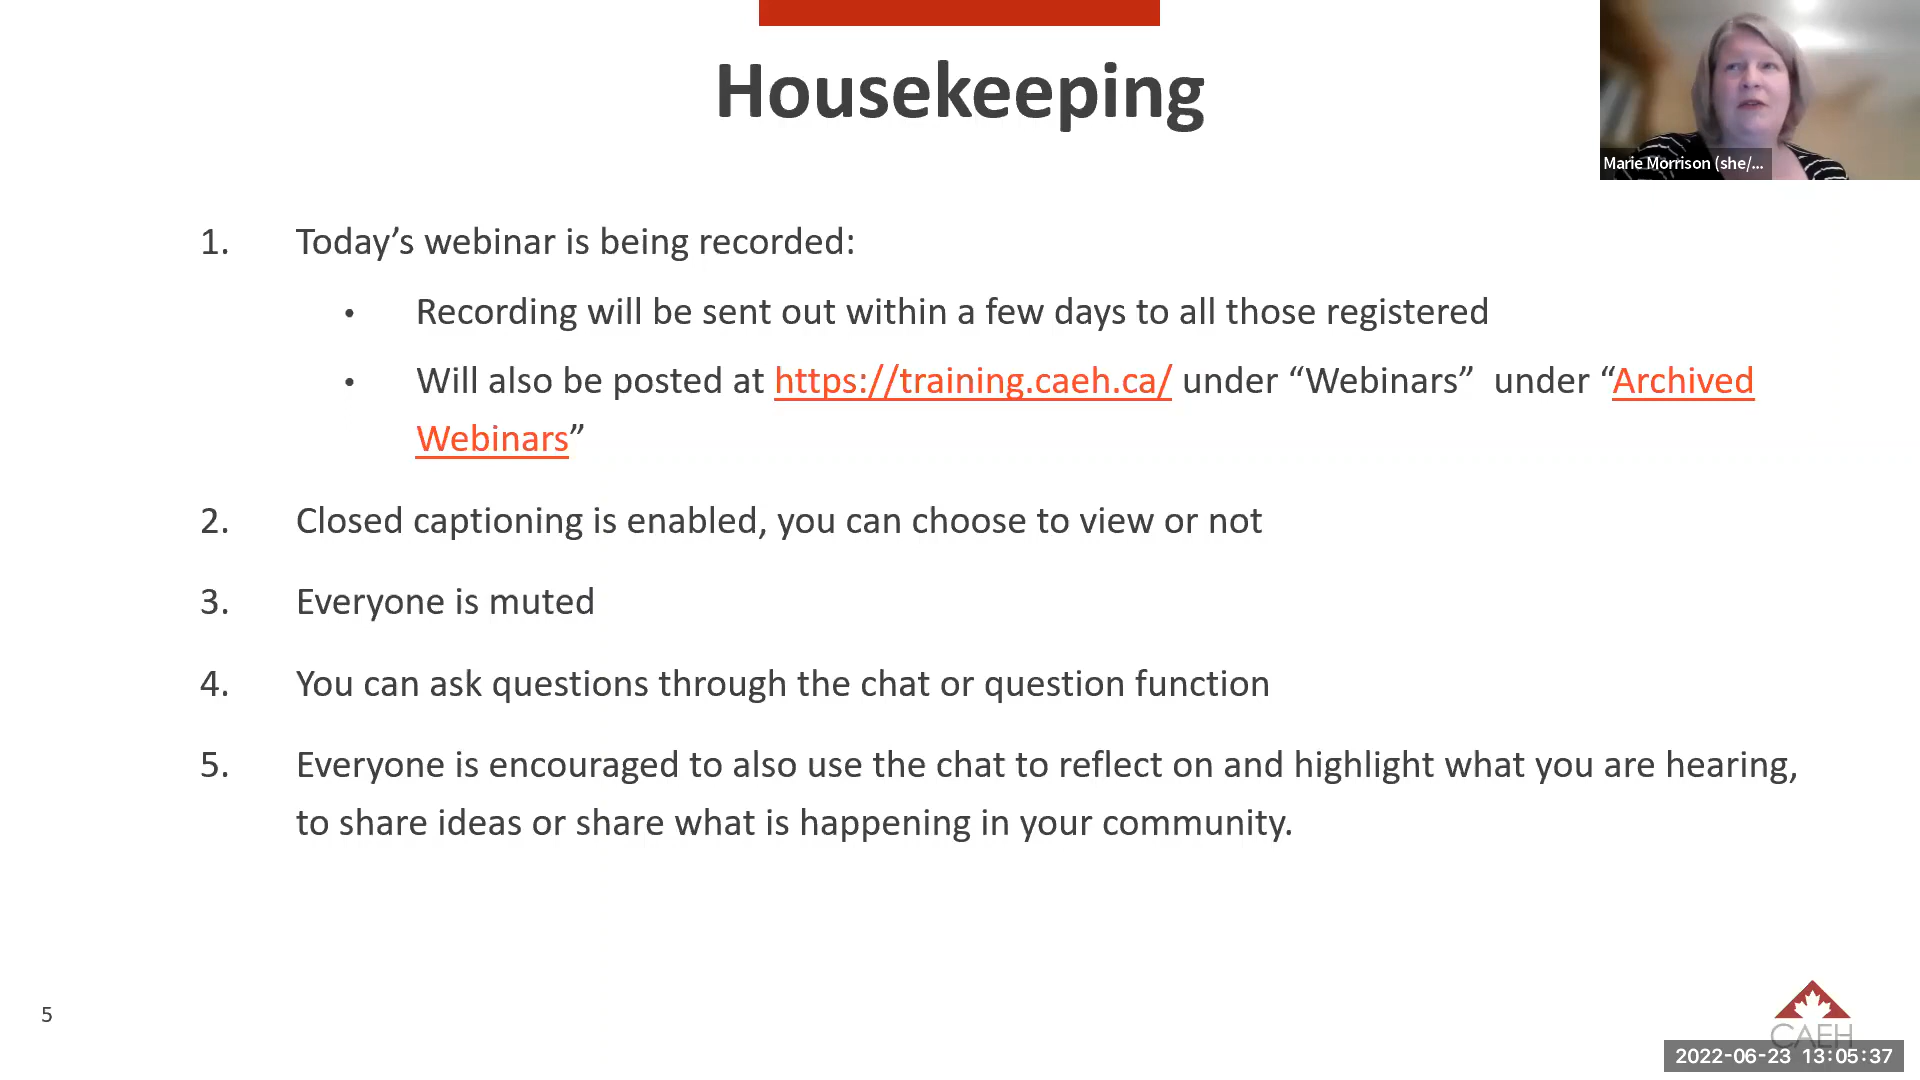 Housekeeping
Marie Morrison (she/...
1. Today’s webinar is being recorded:
• Recording will be sent out within a few days to all those registered
• Will also be posted at https://training.caeh.ca/ under “Webinars”  under “Archived
Webinars”
2. Closed captioning is enabled, you can choose to view or not
3. Everyone is muted
4. You can ask questions through the chat or question function
5. Everyone is encouraged to also use the chat to reflect on and highlight what you are hearing,
to share ideas or share what is happening in your community.
5
CAEH
2022-06-23 13:05:37